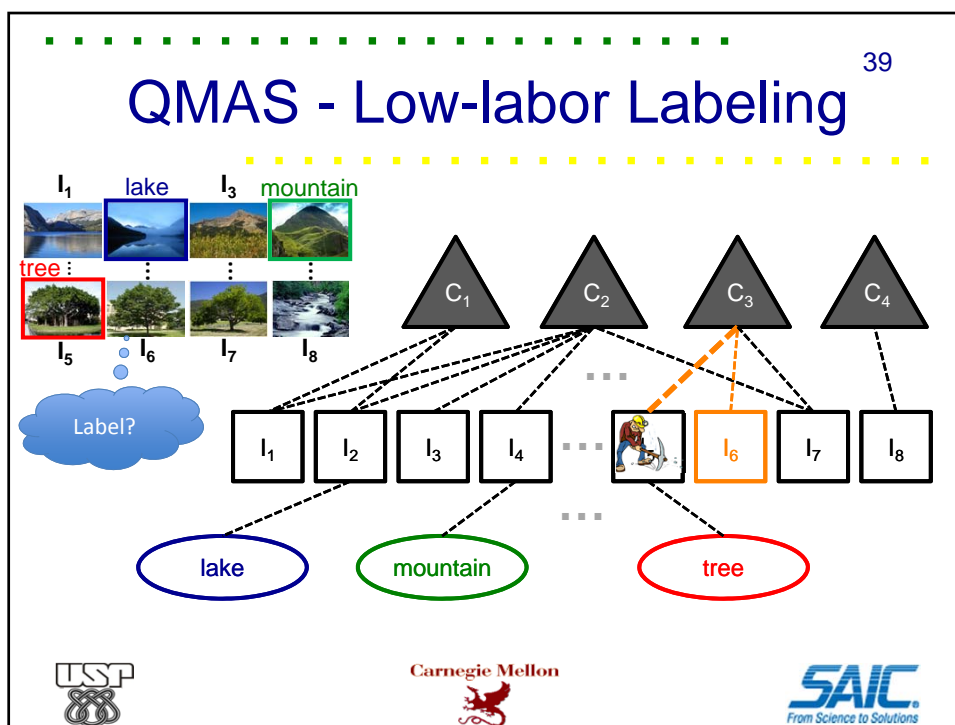 39
QMAS - Low-labor Labeling
I1 lake I3 mountain
tree
I5 I6 I7 I8
Label?
C1 C2 C3 C4
I1 I2 I3 I4 I6 I7 I8
lake mountain tree
USP
Carnegie Mellon
SAIC.
From Science to Solutions